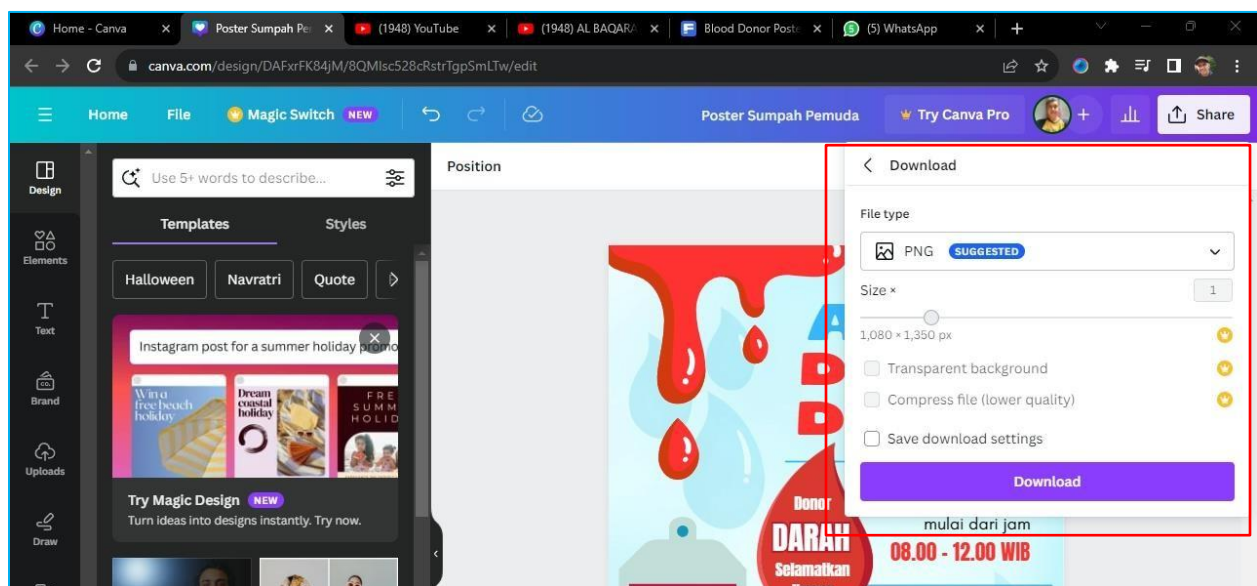 Home - Canva
Poster Sumpah Pe
(1948) YouTube
(1948) AL BAQARA
Blood Donor Poste
(5) WhatsApp
canva.com/design/DAFxrFK84jM/8QMlsc528cRstrTgpSmLTw/edit
Home
File
Magic Switch NEW
Poster Sumpah Pemuda
Try Canva Pro
Share
Design
Elements
Text
Brand
Uploads
Draw
Use 5+ words to describe...
Templates
Styles
Halloween
Navratri
Quote
Instagram post for a summer holiday promo
Win a
free beach
holiday
Dream
coastal
holiday
FRE
SUMM
HOLID
Try Magic Design NEW
Turn ideas into designs instantly. Try now.
Position
A
D
D
Donor
DARAH
Selamatkan
mulai dari jam
08.00 - 12.00 WIB
Download
File type
PNG SUGGESTED
Size × 1
1,080 × 1,350 px
Transparent background
Compress file (lower quality)
Save download settings
Download